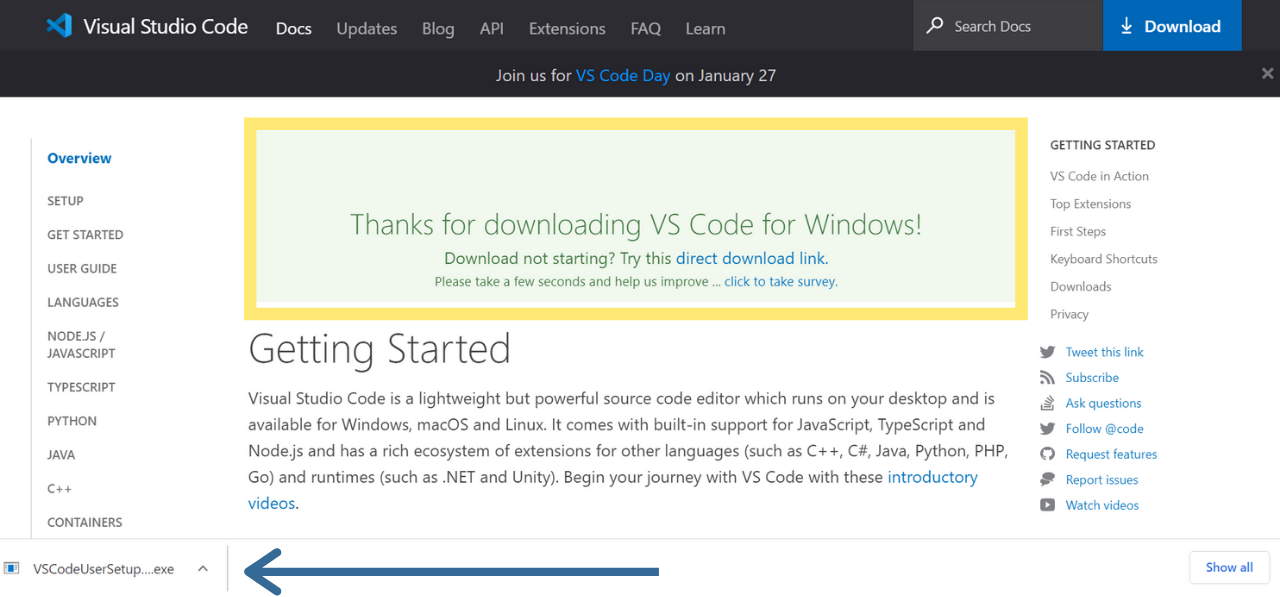 Visual Studio Code Docs Updates Blog API Extensions FAQ Learn Search Docs Download
Join us for VS Code Day on January 27
Overview
SETUP
GET STARTED
USER GUIDE
LANGUAGES
NODE.JS /
JAVASCRIPT
TYPESCRIPT
PYTHON
JAVA
C++
CONTAINERS
Thanks for downloading VS Code for Windows!
Download not starting? Try this direct download link.
Please take a few seconds and help us improve ... click to take survey.
Getting Started
Visual Studio Code is a lightweight but powerful source code editor which runs on your desktop and is
available for Windows, macOS and Linux. It comes with built-in support for JavaScript, TypeScript and
Node.js and has a rich ecosystem of extensions for other languages (such as C++, C#, Java, Python, PHP,
Go) and runtimes (such as .NET and Unity). Begin your journey with VS Code with these introductory
videos.
GETTING STARTED
VS Code in Action
Top Extensions
First Steps
Keyboard Shortcuts
Downloads
Privacy
Tweet this link
Subscribe
Ask questions
Follow @code
Request features
Report issues
Watch videos
VSCodeUserSetup....exe
Show all